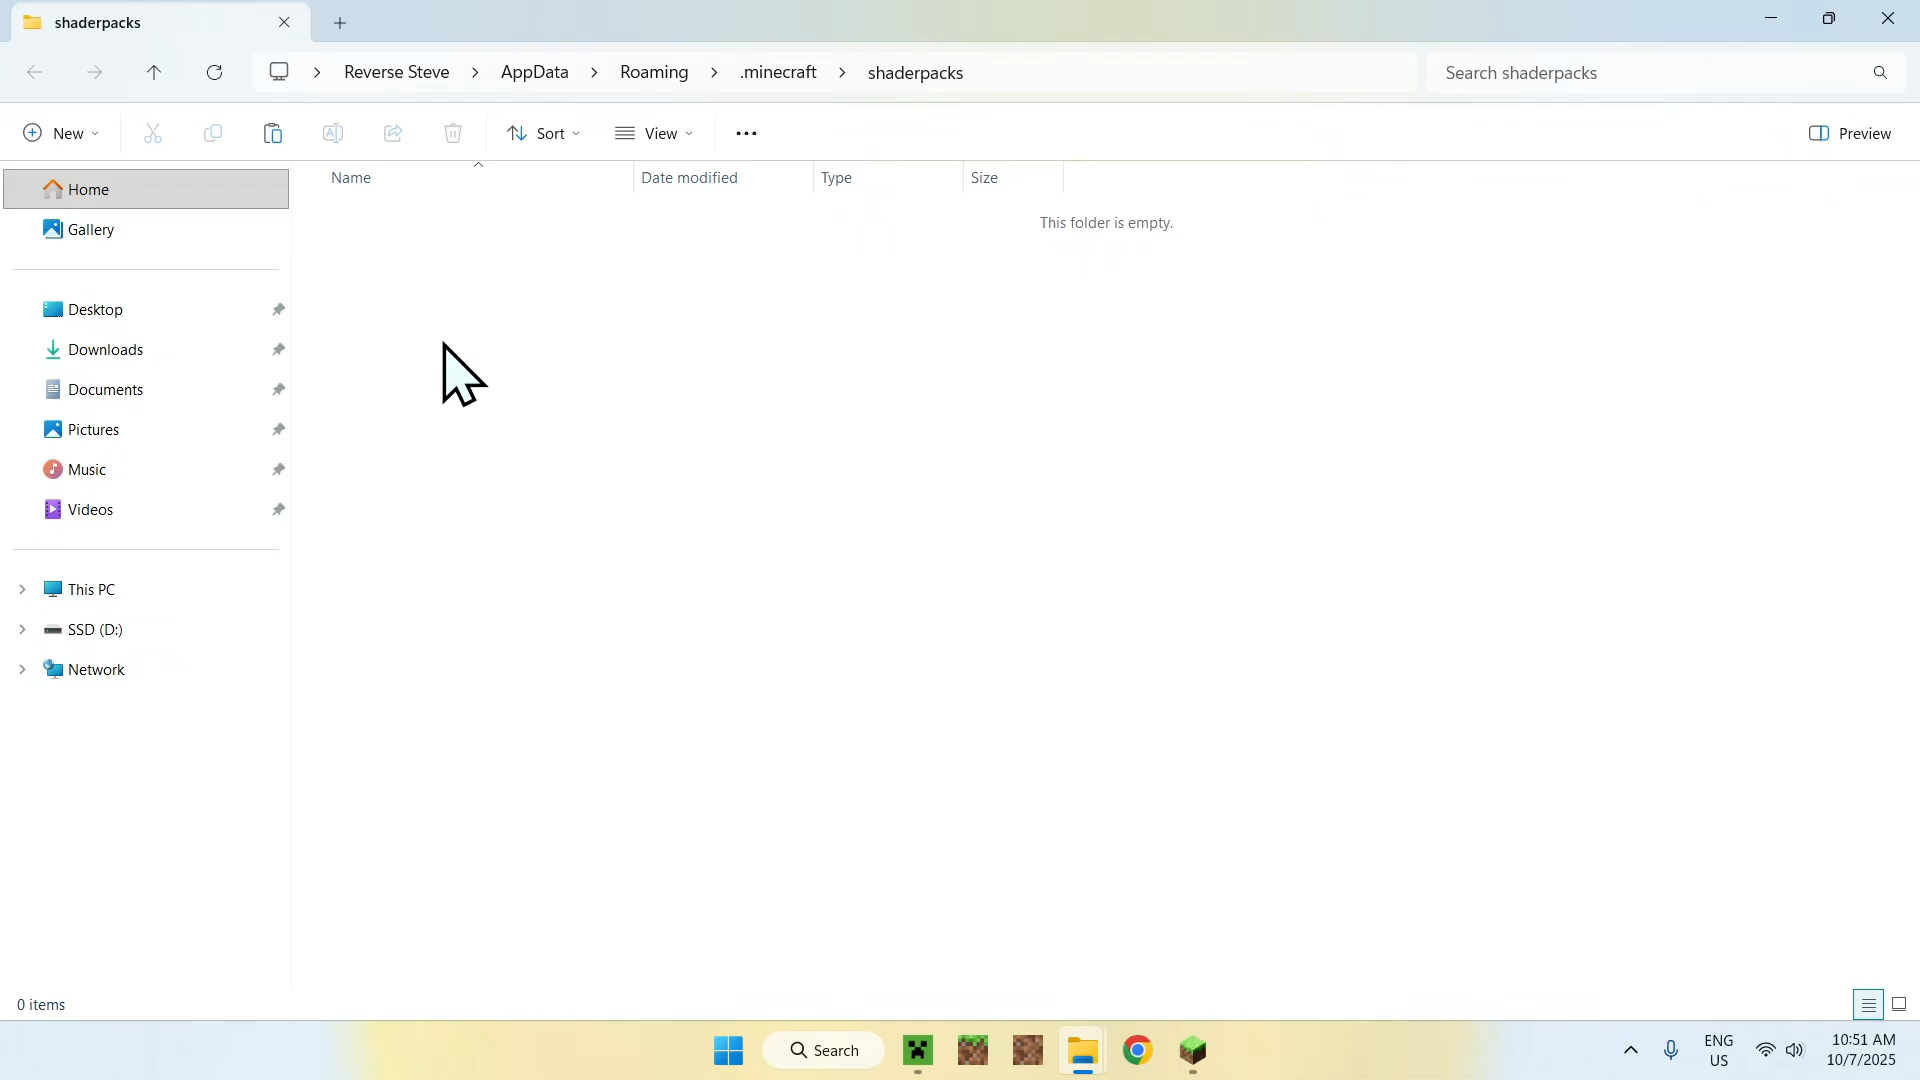 shaderpacks
Reverse Steve > AppData > Roaming > .minecraft > shaderpacks
Search shaderpacks
New
Sort
View
Preview
Name
Date modified
Type
Size
This folder is empty.
Home
Gallery
Desktop
Downloads
Documents
Pictures
Music
Videos
This PC
SSD (D:)
Network
0 items
Search
ENG
US
10:51 AM
10/7/2025